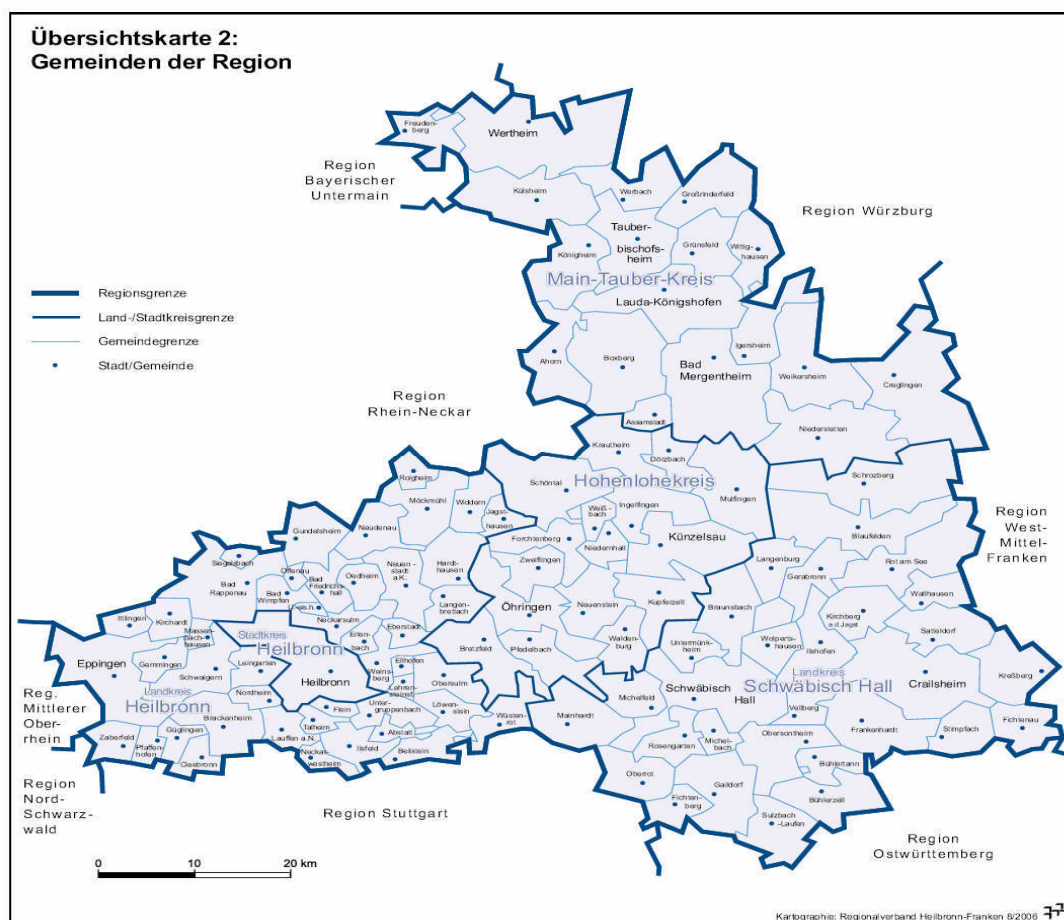 Übersichtskarte 2:
Gemeinden der Region
Freuden-
berg
Wertheim
Region
Bayerischer
Untermain
Külsheim
Werbach
Großrinderfeld
Region Würzburg
Tauber-
bischofs-
heim
Königheim
Grünsfeld
Wittig-
hausen
Main-Tauber-Kreis
Lauda-Königshofen
Regionsgrenze
Land-/Stadtkreisgrenze
Gemeindegrenze
Stadt/Gemeinde
Ahorn
Boxberg
Bad
Mergentheim
Igersheim
Weikersheim
Creglingen
Region
Rhein-Neckar
Assamstadt
Niederstetten
Krautheim
Dörzbach
Schöntal
Hohenlohekreis
Mulfingen
Schrozberg
Roigheim
Möckmühl
Widdern
Jagst-
hausen
Weiß-
bach
Ingelfingen
Region
West-
Mittel-
Franken
Gundelsheim
Neudenau
Forchtenberg
Niedernhall
Künzelsau
Blaufelden
Siegelsbach
Bad
Rappenau
Offenau
Bad
Wimpfen
Bad
Friedrichs-
hall
Oedheim
Neuen-
stadt
a.K.
Hardt-
hausen
Zweiflingen
Langenburg
Gerabronn
Rot am See
Untereish.
Langen-
brettach
Öhringen
Neuenstein
Kupferzell
Braunsbach
Wallhausen
Ittlingen
Kirchardt
Massen-
bach-
hausen
Neckarsulm
Erlen-
bach
Eberstadt
Kirchberg
a.d.Jagst
Satteldorf
Stadtkreis
Heilbronn
Bretzfeld
Pfedelbach
Walden-
burg
Untermünk-
heim
Wolperts-
hausen
Ilshofen
Eppingen
Gemmingen
Schwaigern
Leingarten
Heilbronn
Weins-
berg
Ellhofen
Lehren-
steinsfeld
Obersulm
Landkreis
Schwäbisch Hall
Crailsheim
Kreßberg
Landkreis
Heilbronn
Nordheim
Flein
Unter-
gruppenbach
Löwen-
stein
Wüsten-
rot
Michelfeld
Schwäbisch
Hall
Vellberg
Reg.
Mittlerer
Ober-
rhein
Zaberfeld
Pfaffen-
hofen
Güglingen
Brackenheim
Cleebronn
Lauffen a.N.
Talheim
Neckar-
westheim
Ilsfeld
Abstatt
Beilstein
Mainhardt
Rosengarten
Michel-
bach
Obersontheim
Frankenhardt
Stimpfach
Fichtenau
Region
Nord-
Schwarz-
wald
Region Stuttgart
Oberrot
Fichten-
berg
Gaildorf
Bühlertann
Bühlerzell
Sulzbach
-Laufen
Region
Ostwürttemberg
0 10 20 km
Kartographie: Regionalverband Heilbronn-Franken 8/2006